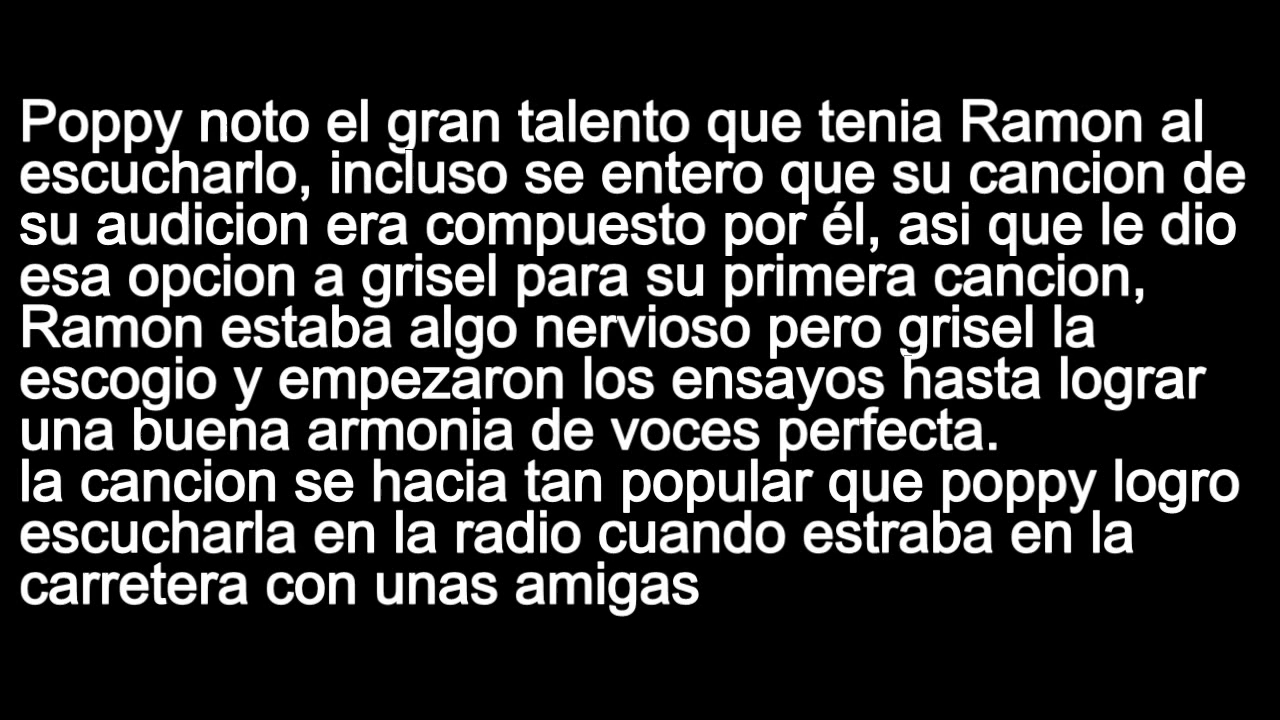 Poppy noto el gran talento que tenia Ramon al
escucharlo, incluso se entero que su cancion de
su audicion era compuesto por él, asi que le dio
esa opcion a grisel para su primera cancion,
Ramon estaba algo nervioso pero grisel la
escogio y empezaron los ensayos hasta lograr
una buena armonia de voces perfecta.
la cancion se hacia tan popular que poppy logro
escucharla en la radio cuando estraba en la
carretera con unas amigas